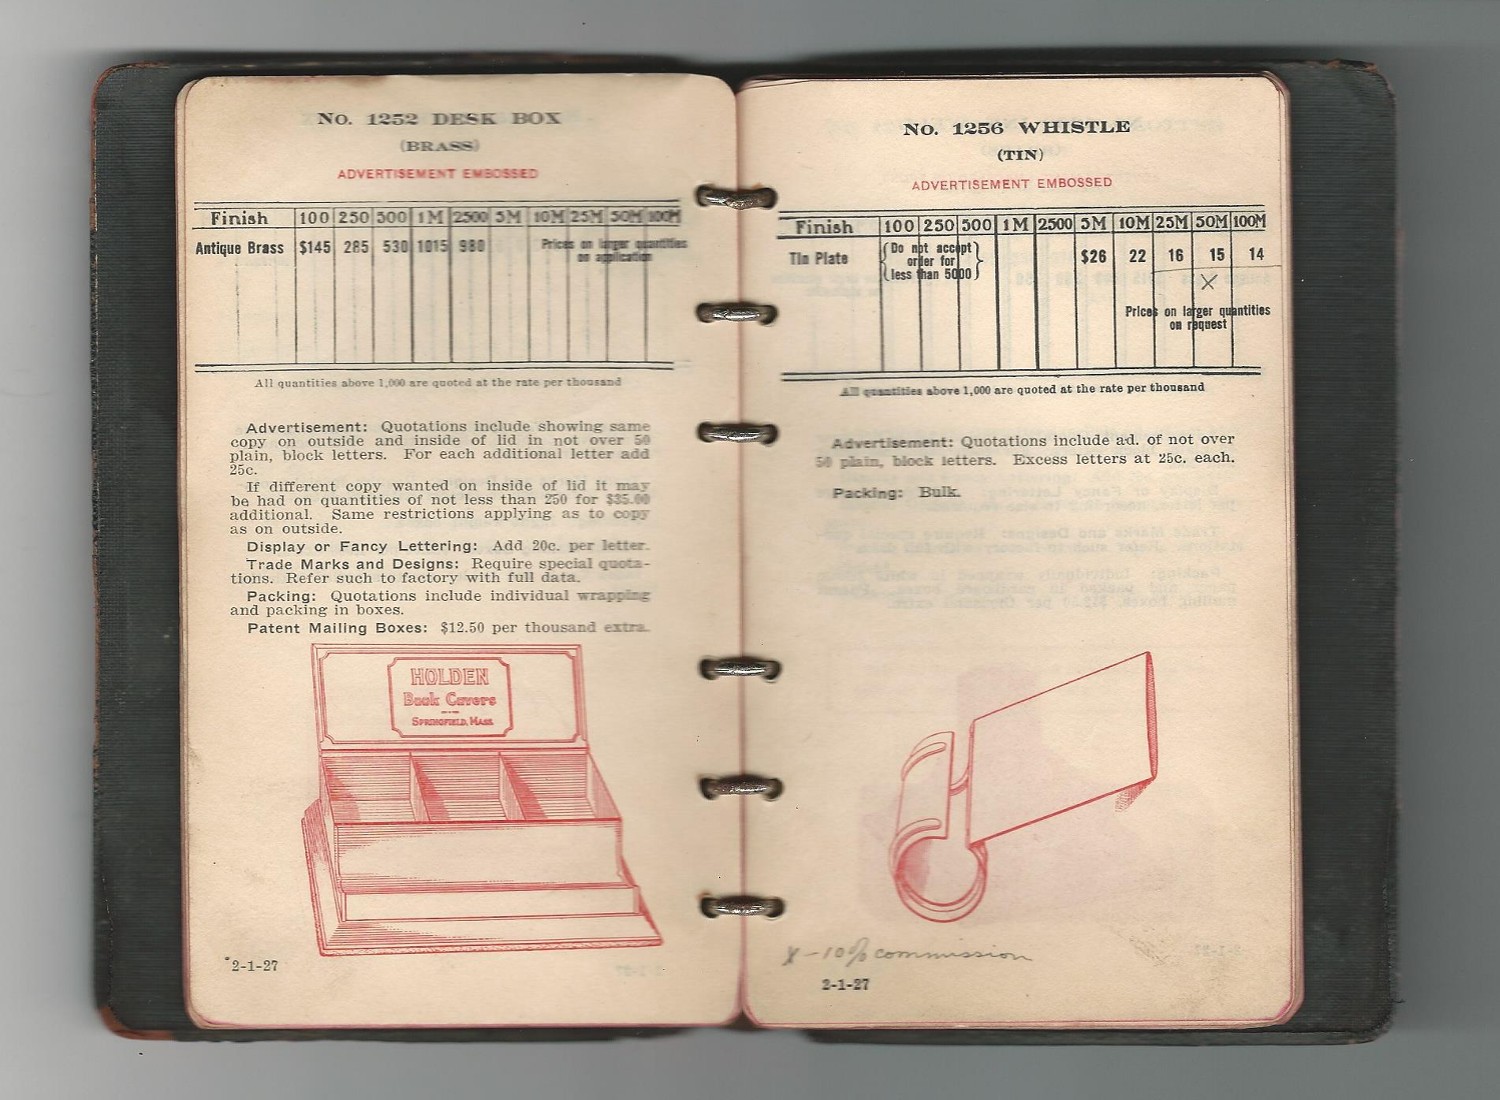 No. 1252 DESK BOX
(BRASS)
ADVERTISEMENT EMBOSSED
Finish 100 250 500 1M 2500 5M 10M 25M 50M 100M
Antique Brass $145 285 530 1015 980 Prices on larger quantities
on application
All quantities above 1,000 are quoted at the rate per thousand
Advertisement: Quotations include showing same
copy on outside and inside of lid in not over 50
plain, block letters. For each additional letter add
25c.
If different copy wanted on inside of lid it may
be had on quantities of not less than 250 for $35.00
additional. Same restrictions applying as to copy
as on outside.
Display or Fancy Lettering: Add 20c. per letter.
Trade Marks and Designs: Require special quota-
tions. Refer such to factory with full data.
Packing: Quotations include individual wrapping
and packing in boxes.
Patent Mailing Boxes: $12.50 per thousand extra.
HOLDEN
Book Covers
SPRINGFIELD, MASS.
2-1-27
No. 1256 WHISTLE
(TIN)
ADVERTISEMENT EMBOSSED
Finish 100 250 500 1M 2500 5M 10M 25M 50M 100M
Tin Plate Do not accept order for less than 5000 $26 22 16 15 14
X
Prices on larger quantities
on request
All quantities above 1,000 are quoted at the rate per thousand
Advertisement: Quotations include ad. of not over
50 plain, block letters. Excess letters at 25c. each.
Packing: Bulk.
X - 10% commission
2-1-27